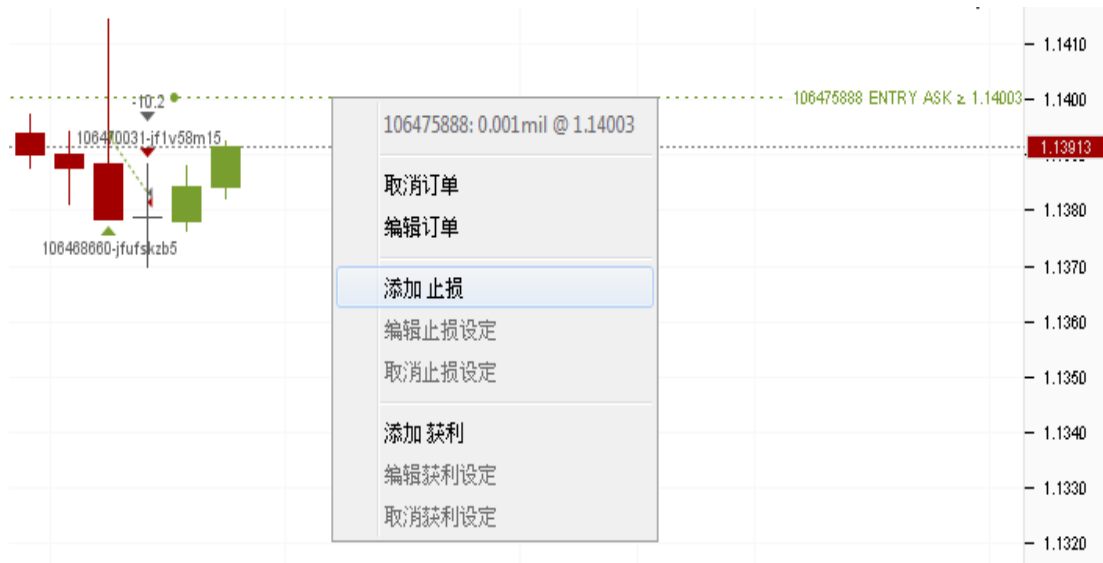 1.1410
-10.2
106475888 ENTRY ASK ≥ 1.14003
1.1400
106475888: 0.001mil @ 1.14003
106470031-jf1v58m15
1.13913
取消订单
编辑订单
1.1380
106468660-jfufskzb5
1.1370
添加 止损
编辑止损设定
1.1360
取消止损设定
1.1350
添加 获利
1.1340
编辑获利设定
1.1330
取消获利设定
1.1320